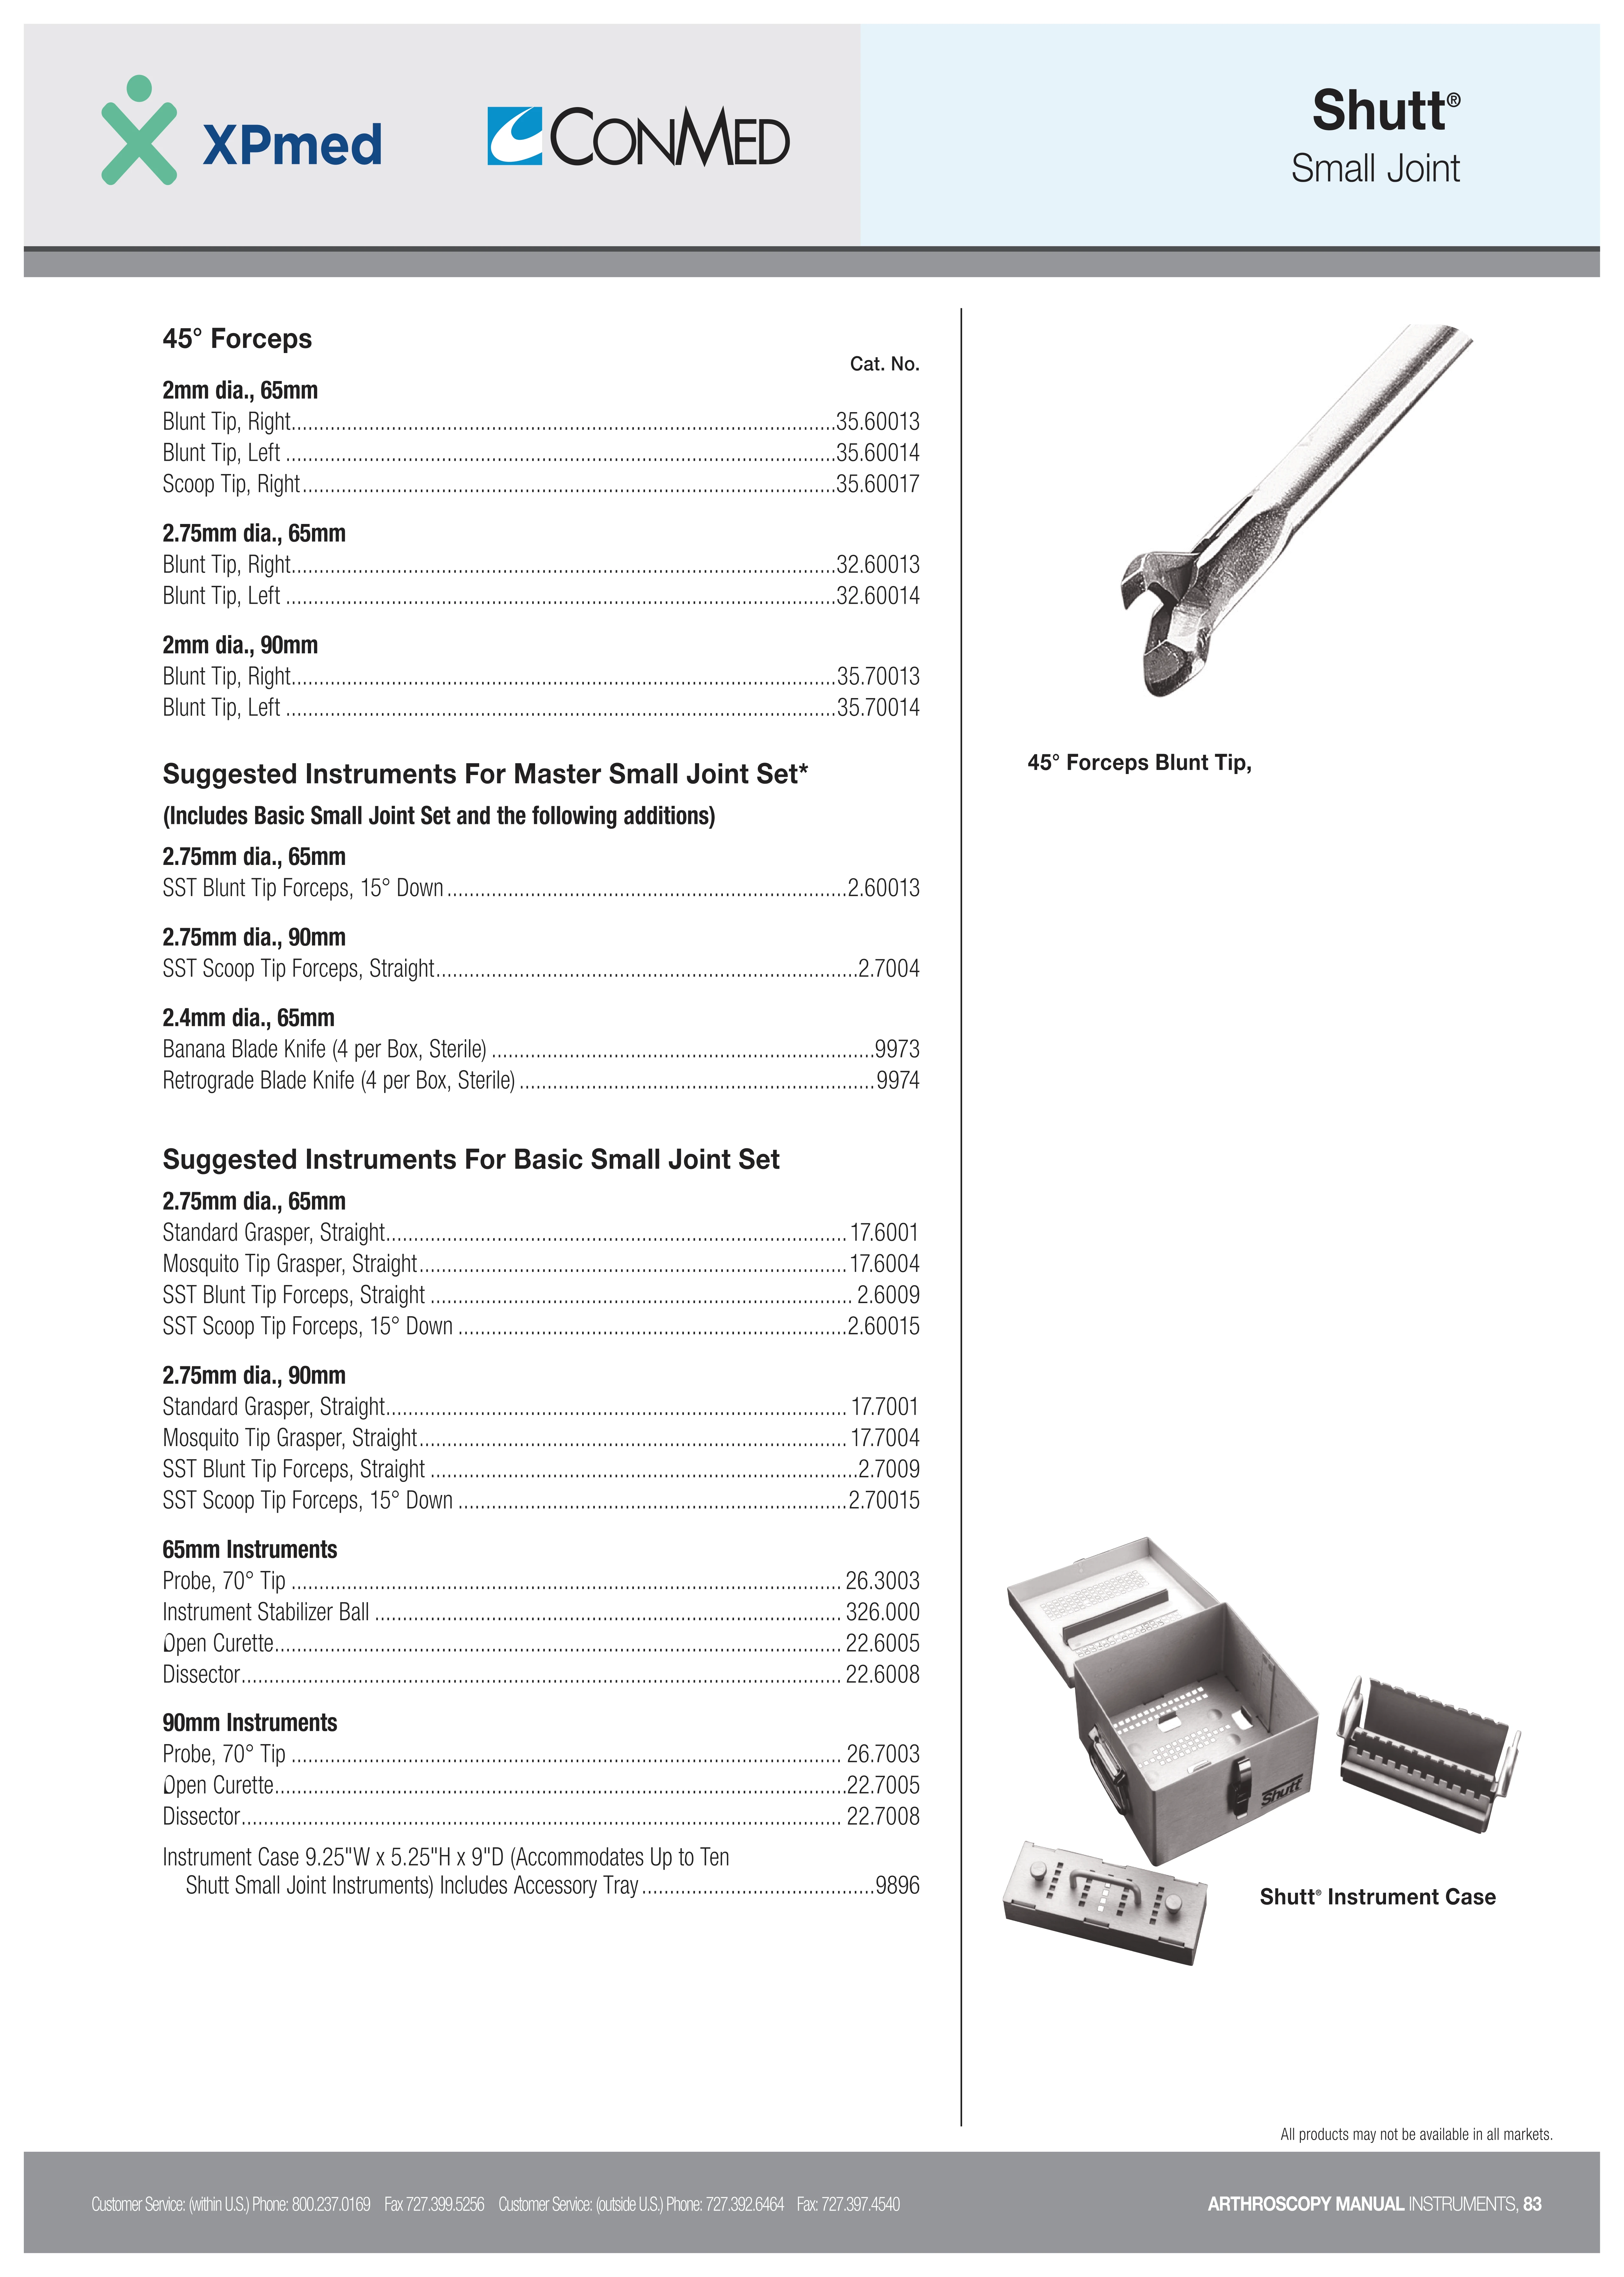 XPmed
CONMED
Shutt®
Small Joint
45° Forceps
Cat. No.
2mm dia., 65mm
Blunt Tip, Right..........35.60013
Blunt Tip, Left ..........35.60014
Scoop Tip, Right..........35.60017
2.75mm dia., 65mm
Blunt Tip, Right..........32.60013
Blunt Tip, Left ..........32.60014
2mm dia., 90mm
Blunt Tip, Right..........35.70013
Blunt Tip, Left ..........35.70014
Suggested Instruments For Master Small Joint Set*
(Includes Basic Small Joint Set and the following additions)
2.75mm dia., 65mm
SST Blunt Tip Forceps, 15° Down ..........2.60013
2.75mm dia., 90mm
SST Scoop Tip Forceps, Straight..........2.7004
2.4mm dia., 65mm
Banana Blade Knife (4 per Box, Sterile) ..........9973
Retrograde Blade Knife (4 per Box, Sterile) ..........9974
Suggested Instruments For Basic Small Joint Set
2.75mm dia., 65mm
Standard Grasper, Straight.......... 17.6001
Mosquito Tip Grasper, Straight.......... 17.6004
SST Blunt Tip Forceps, Straight .......... 2.6009
SST Scoop Tip Forceps, 15° Down ..........2.60015
2.75mm dia., 90mm
Standard Grasper, Straight.......... 17.7001
Mosquito Tip Grasper, Straight.......... 17.7004
SST Blunt Tip Forceps, Straight ..........2.7009
SST Scoop Tip Forceps, 15° Down ..........2.70015
65mm Instruments
Probe, 70° Tip .......... 26.3003
Instrument Stabilizer Ball .......... 326.000
Open Curette.......... 22.6005
Dissector.......... 22.6008
90mm Instruments
Probe, 70° Tip .......... 26.7003
Open Curette..........22.7005
Dissector.......... 22.7008
Instrument Case 9.25"W x 5.25"H x 9"D (Accommodates Up to Ten
Shutt Small Joint Instruments) Includes Accessory Tray..........9896
45° Forceps Blunt Tip,
Shutt
Shutt® Instrument Case
All products may not be available in all markets.
Customer Service: (within U.S.) Phone: 800.237.0169 Fax 727.399.5256 Customer Service: (outside U.S.) Phone: 727.392.6464 Fax: 727.397.4540
ARTHROSCOPY MANUAL INSTRUMENTS, 83